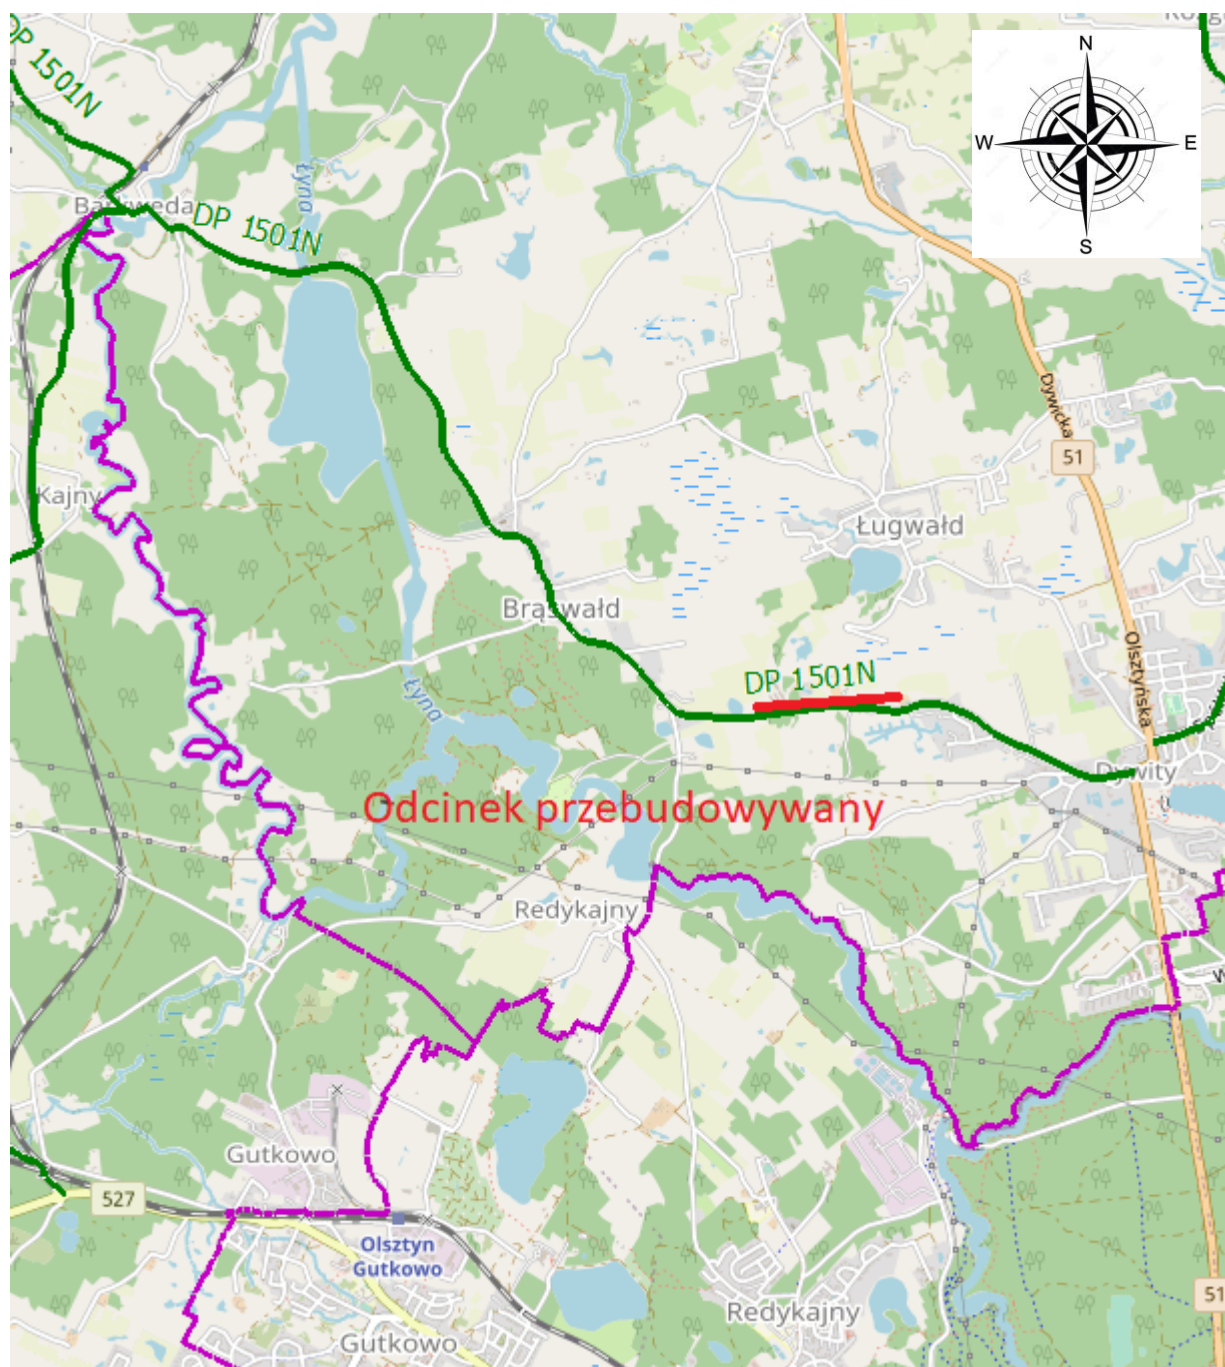 DP 1501N
N
W
E
S
Łyna
DP 1501N
Dywicka
51
Kajny
Ługwałd
Brąswałd
Olsztyńska
DP 1501N
Łyna
Dywity
Odcinek przebudowywany
Redykajny
W
Gutkowo
527
Olsztyn
Gutkowo
51
Redykajny
Gutkowo